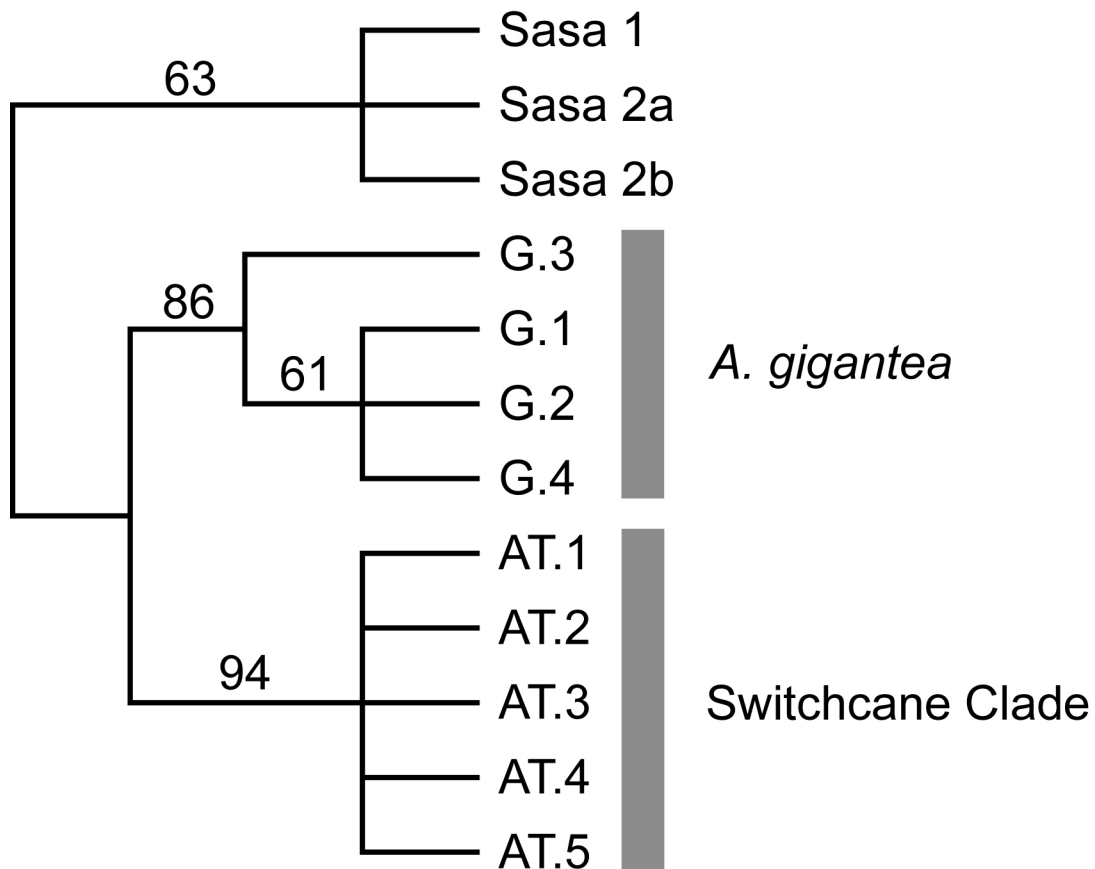 Sasa 1
63
Sasa 2a
Sasa 2b
G.3
86
G.1
61
A. gigantea
G.2
G.4
AT.1
AT.2
94
AT.3
Switchcane Clade
AT.4
AT.5